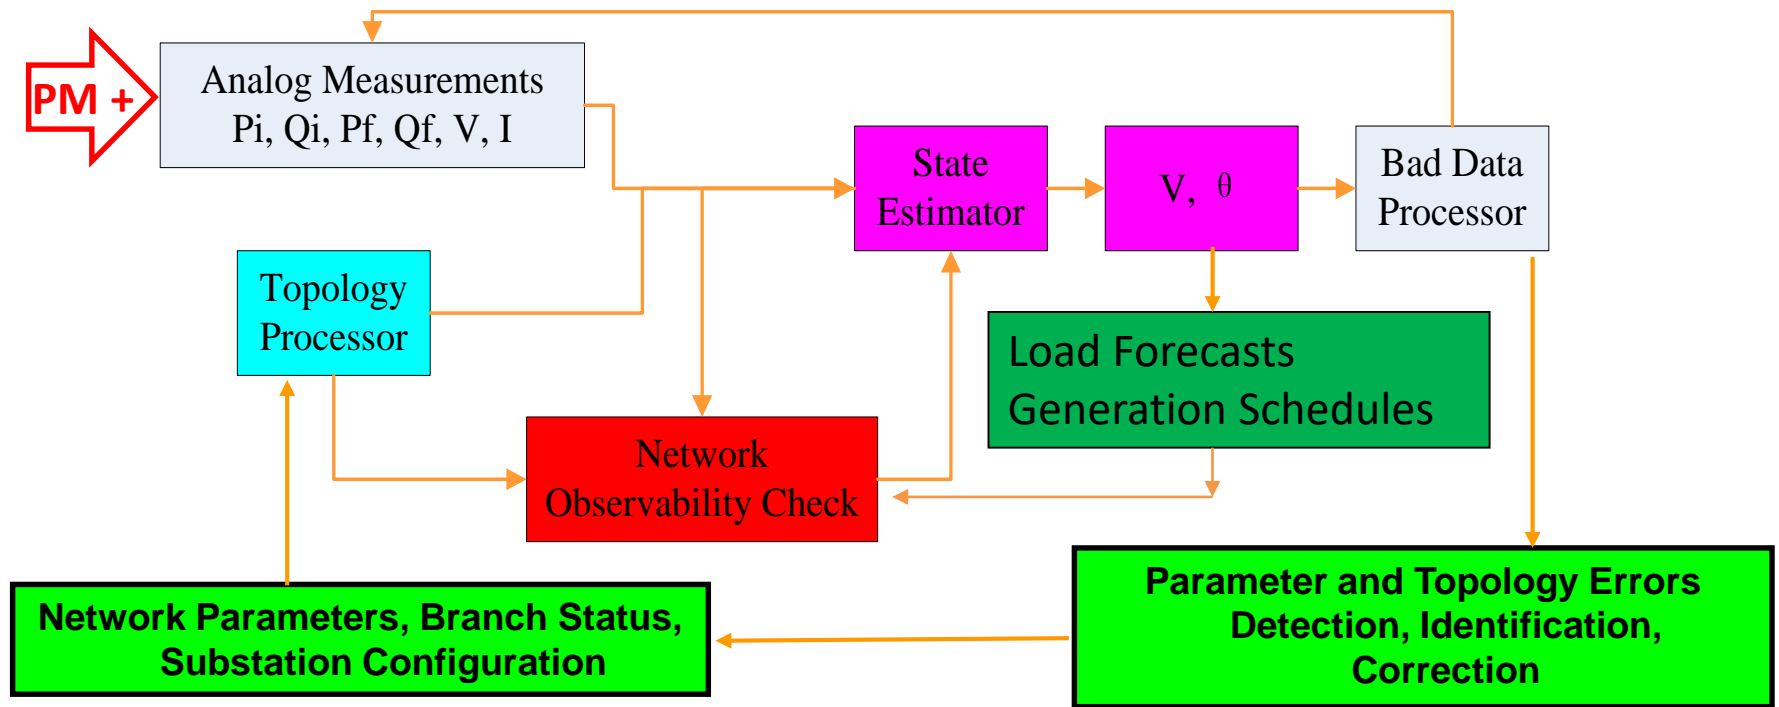 PM +
Analog Measurements
Pi, Qi, Pf, Qf, V, I
State
Estimator
V, θ
Bad Data
Processor
Topology
Processor
Load Forecasts
Generation Schedules
Network
Observability Check
Network Parameters, Branch Status,
Substation Configuration
Parameter and Topology Errors
Detection, Identification,
Correction